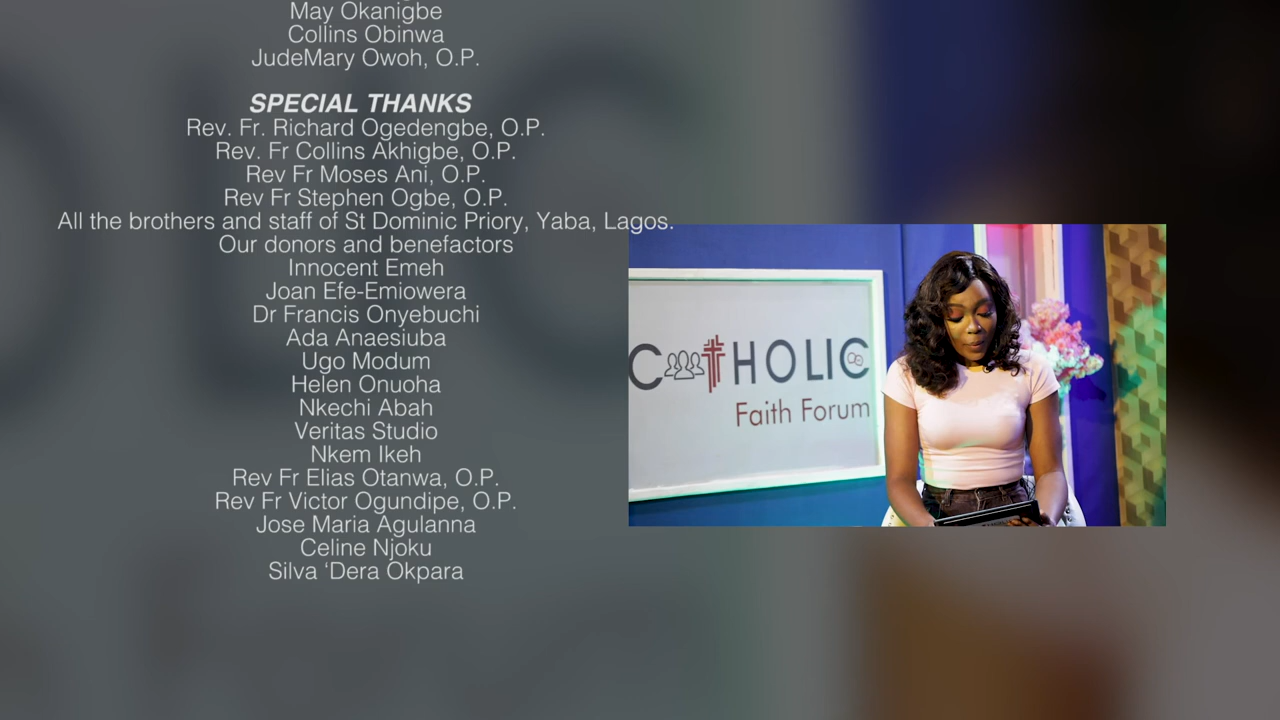 May Okanigbe
Collins Obinwa
JudeMary Owoh, O.P.
SPECIAL THANKS
Rev. Fr. Richard Ogedengbe, O.P.
Rev. Fr Collins Akhigbe, O.P.
Rev Fr Moses Ani, O.P.
Rev Fr Stephen Ogbe, O.P.
All the brothers and staff of St Dominic Priory, Yaba, Lagos.
Our donors and benefactors
Innocent Emeh
Joan Efe-Emiowera
Dr Francis Onyebuchi
Ada Anaesiuba
Ugo Modum
Helen Onuoha
Nkechi Abah
Veritas Studio
Nkem Ikeh
Rev Fr Elias Otanwa, O.P.
Rev Fr Victor Ogundipe, O.P.
Jose Maria Agulanna
Celine Njoku
Silva ‘Dera Okpara
CATHOLIC
Faith Forum